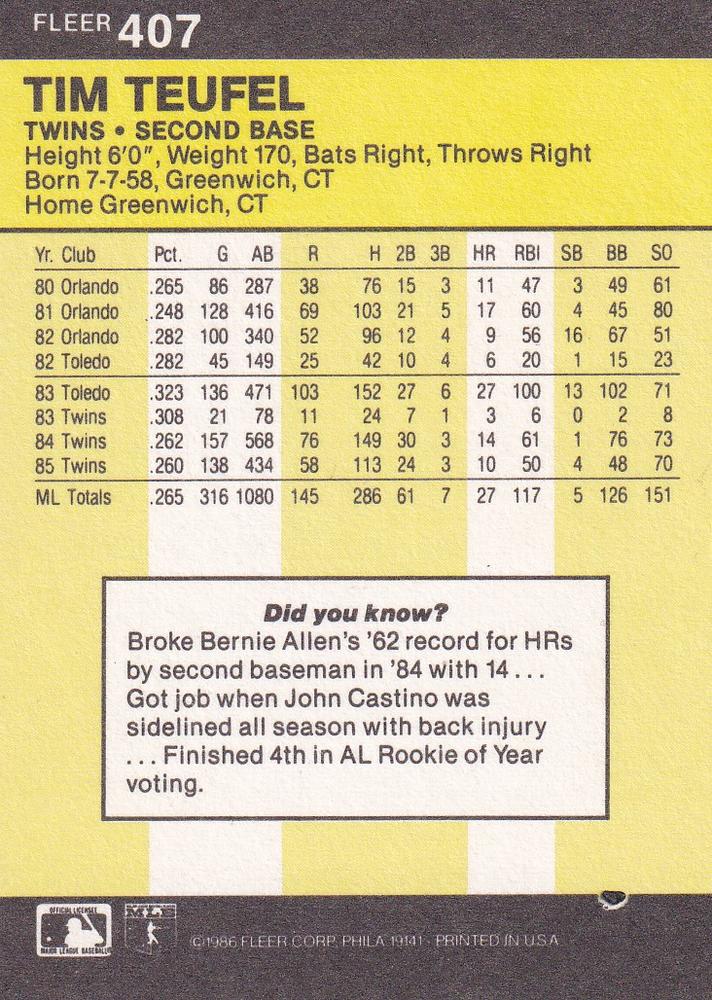 FLEER 407
TIM TEUFEL
TWINS • SECOND BASE
Height 6'0", Weight 170, Bats Right, Throws Right
Born 7-7-58, Greenwich, CT
Home Greenwich, CT
Yr. Club Pct. G AB R H 2B 3B HR RBI SB BB SO
80 Orlando .265 86 287 38 76 15 3 11 47 3 49 61
81 Orlando .248 128 416 69 103 21 5 17 60 4 45 80
82 Orlando .282 100 340 52 96 12 4 9 56 16 67 51
82 Toledo .282 45 149 25 42 10 4 6 20 1 15 23
83 Toledo .323 136 471 103 152 27 6 27 100 13 102 71
83 Twins .308 21 78 11 24 7 1 3 6 0 2 8
84 Twins .262 157 568 76 149 30 3 14 61 1 76 73
85 Twins .260 138 434 58 113 24 3 10 50 4 48 70
ML Totals .265 316 1080 145 286 61 7 27 117 5 126 151
Did you know?
Broke Bernie Allen's '62 record for HRs
by second baseman in '84 with 14 . . .
Got job when John Castino was
sidelined all season with back injury
. . . Finished 4th in AL Rookie of Year
voting.
OFFICIAL LICENSEE
MAJOR LEAGUE BASEBALL
©1986 FLEER CORP. PHILA 19141 - PRINTED IN U.S.A.